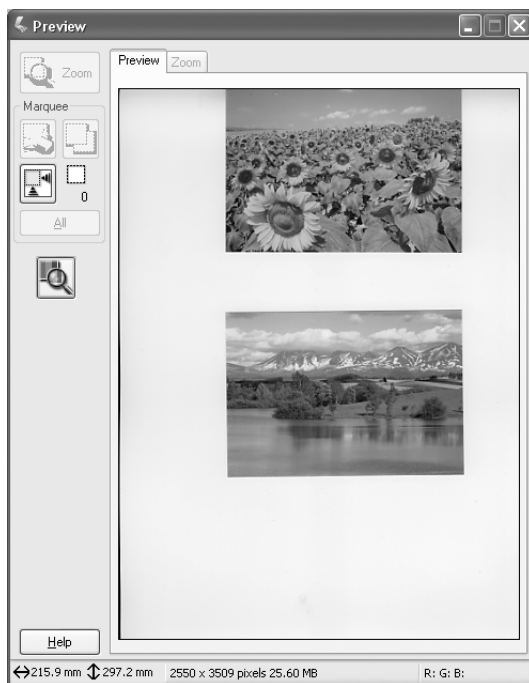 Preview
Zoom
Preview Zoom
Marquee
0
All
Help
215.9 mm 297.2 mm 2550 x 3509 pixels 25.60 MB R: G: B: